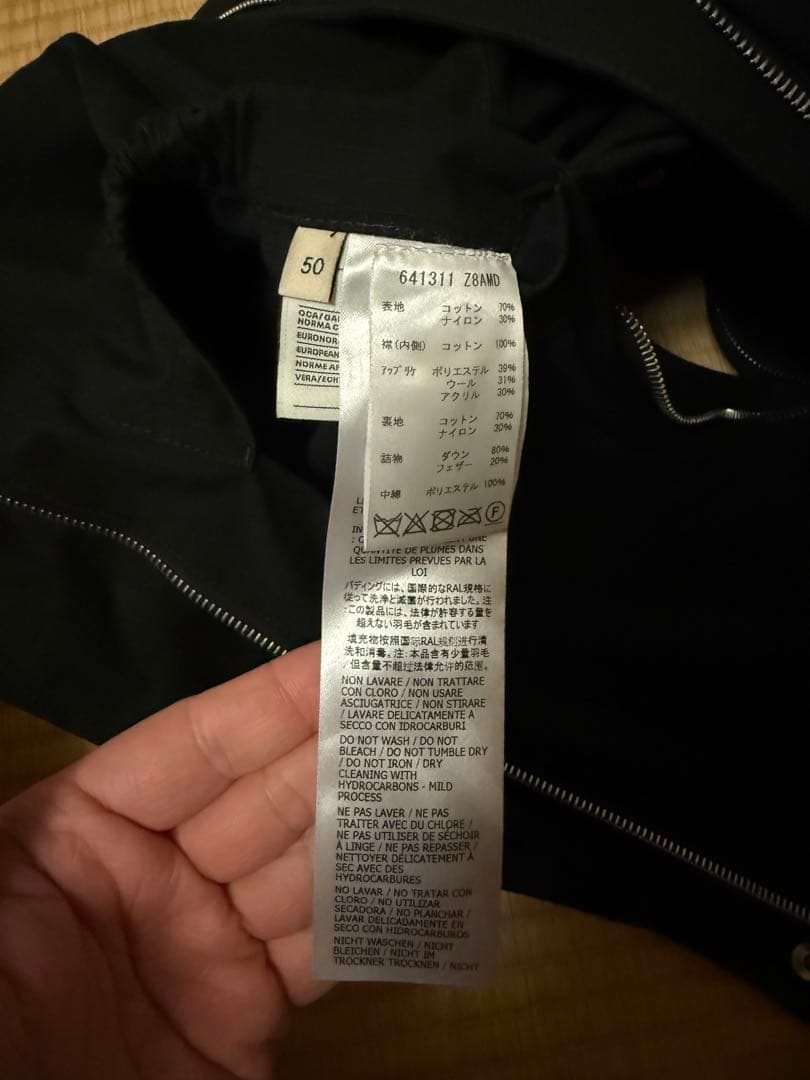 50
OCA/GA
NORMA C
EURONOR
EUROPEAN
NORME AF
VERA/ECH
641311 Z8AMD
表地 コットン 70%
ナイロン 30%
襟(内側) コットン 100%
アップリケ ポリエステル 39%
ウール 31%
アクリル 30%
裏地 コットン 70%
ナイロン 30%
詰物 ダウン 80%
フェザー 20%
中綿 ポリエステル 100%
F
QUANTITE DE PLUMES DANS
LES LIMITES PREVUES PAR LA
LOI
パディングには、国際的なRAL規格に
従って洗浄と滅菌が行われました。注
:この製品には、法律が許容する量を
超えない羽毛が含まれています
填充物按照国际RAL规则进行清
洗和消毒。注:本品含有少量羽毛
, 但含量不超过法律允许的范围。
NON LAVARE / NON TRATTARE
CON CLORO / NON USARE
ASCIUGATRICE / NON STIRARE
/ LAVARE DELICATAMENTE A
SECCO CON IDROCARBURI
DO NOT WASH / DO NOT
BLEACH / DO NOT TUMBLE DRY
/ DO NOT IRON / DRY
CLEANING WITH
HYDROCARBONS - MILD
PROCESS
NE PAS LAVER / NE PAS
TRAITER AVEC DU CHLORE /
NE PAS UTILISER DE SÉCHOIR
À LINGE / NE PAS REPASSER /
NETTOYER DÉLICATEMENT À
SEC AVEC DES
HYDROCARBURES
NO LAVAR / NO TRATAR CON
CLORO / NO UTILIZAR
SECADORA / NO PLANCHAR /
LAVAR DELICADAMENTE EN
SECO CON HIDROCARBUROS
NICHT WASCHEN / NICHT
BLEICHEN / NICHT IM
TROCKNER TROCKNEN / NICHT